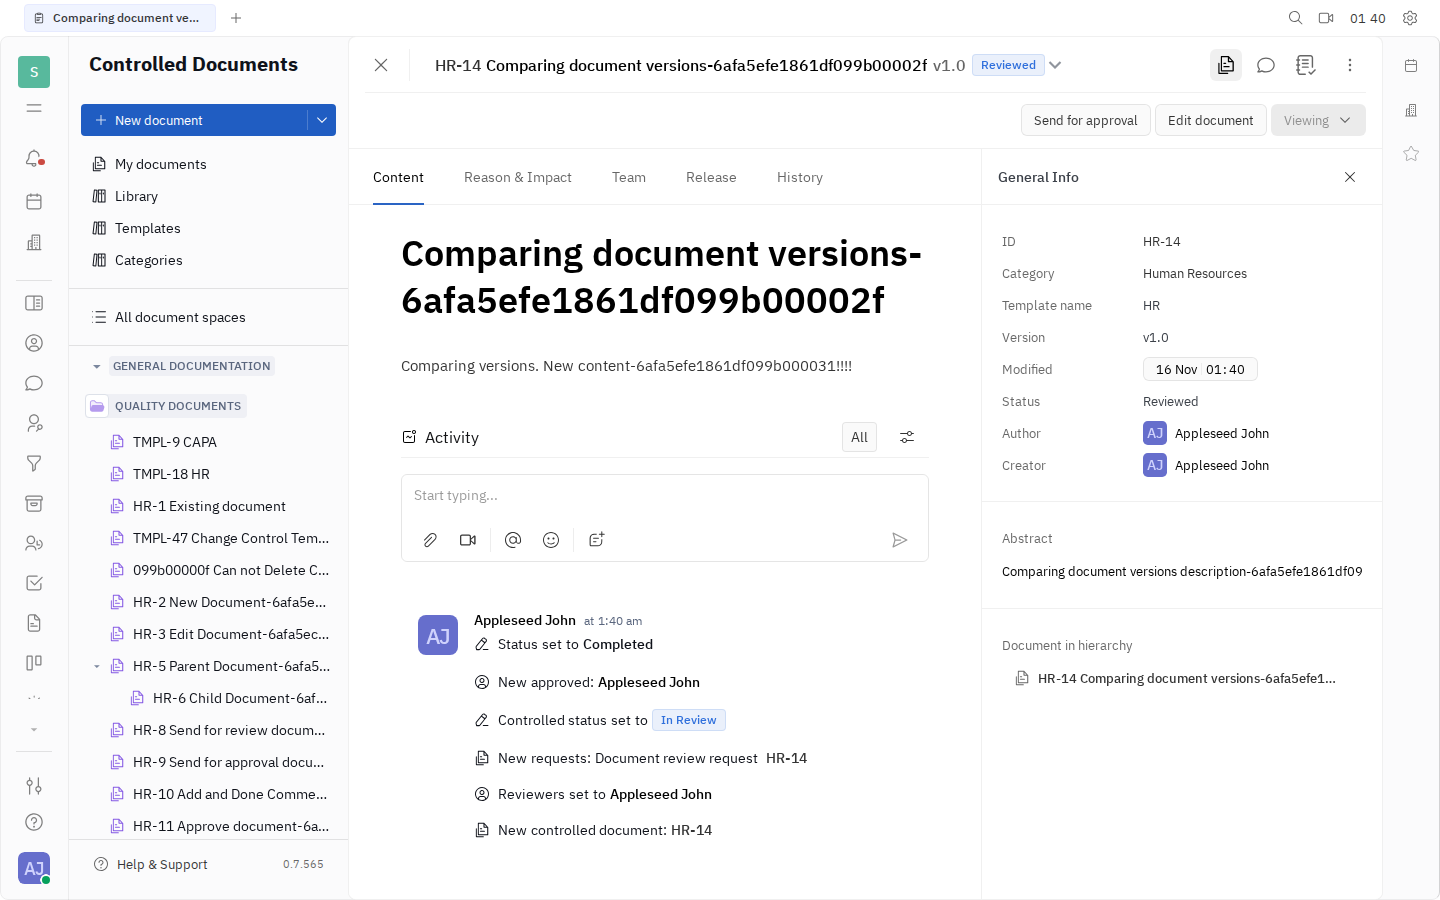 Comparing document ve...
01 40
S
Controlled Documents
New document
My documents
Library
Templates
Categories
All document spaces
GENERAL DOCUMENTATION
QUALITY DOCUMENTS
TMPL-9 CAPA
TMPL-18 HR
HR-1 Existing document
TMPL-47 Change Control Tem...
099b00000f Can not Delete C...
HR-2 New Document-6afa5e...
HR-3 Edit Document-6afa5ec...
HR-5 Parent Document-6afa5...
HR-6 Child Document-6af...
HR-8 Send for review docum...
HR-9 Send for approval docu...
HR-10 Add and Done Comme...
HR-11 Approve document-6a...
Help & Support
0.7.565
AJ
HR-14 Comparing document versions-6afa5efe1861df099b00002f v1.0 Reviewed
Send for approval
Edit document
Viewing
Content
Reason & Impact
Team
Release
History
Comparing document versions-
6afa5efe1861df099b00002f
Comparing versions. New content-6afa5efe1861df099b000031!!!!
Activity
All
Start typing...
AJ
Appleseed John at 1:40 am
Status set to Completed
New approved: Appleseed John
Controlled status set to In Review
New requests: Document review request HR-14
Reviewers set to Appleseed John
New controlled document: HR-14
General Info
ID HR-14
Category Human Resources
Template name HR
Version v1.0
Modified 16 Nov 01:40
Status Reviewed
Author AJ Appleseed John
Creator AJ Appleseed John
Abstract
Comparing document versions description-6afa5efe1861df09
Document in hierarchy
HR-14 Comparing document versions-6afa5efe1...